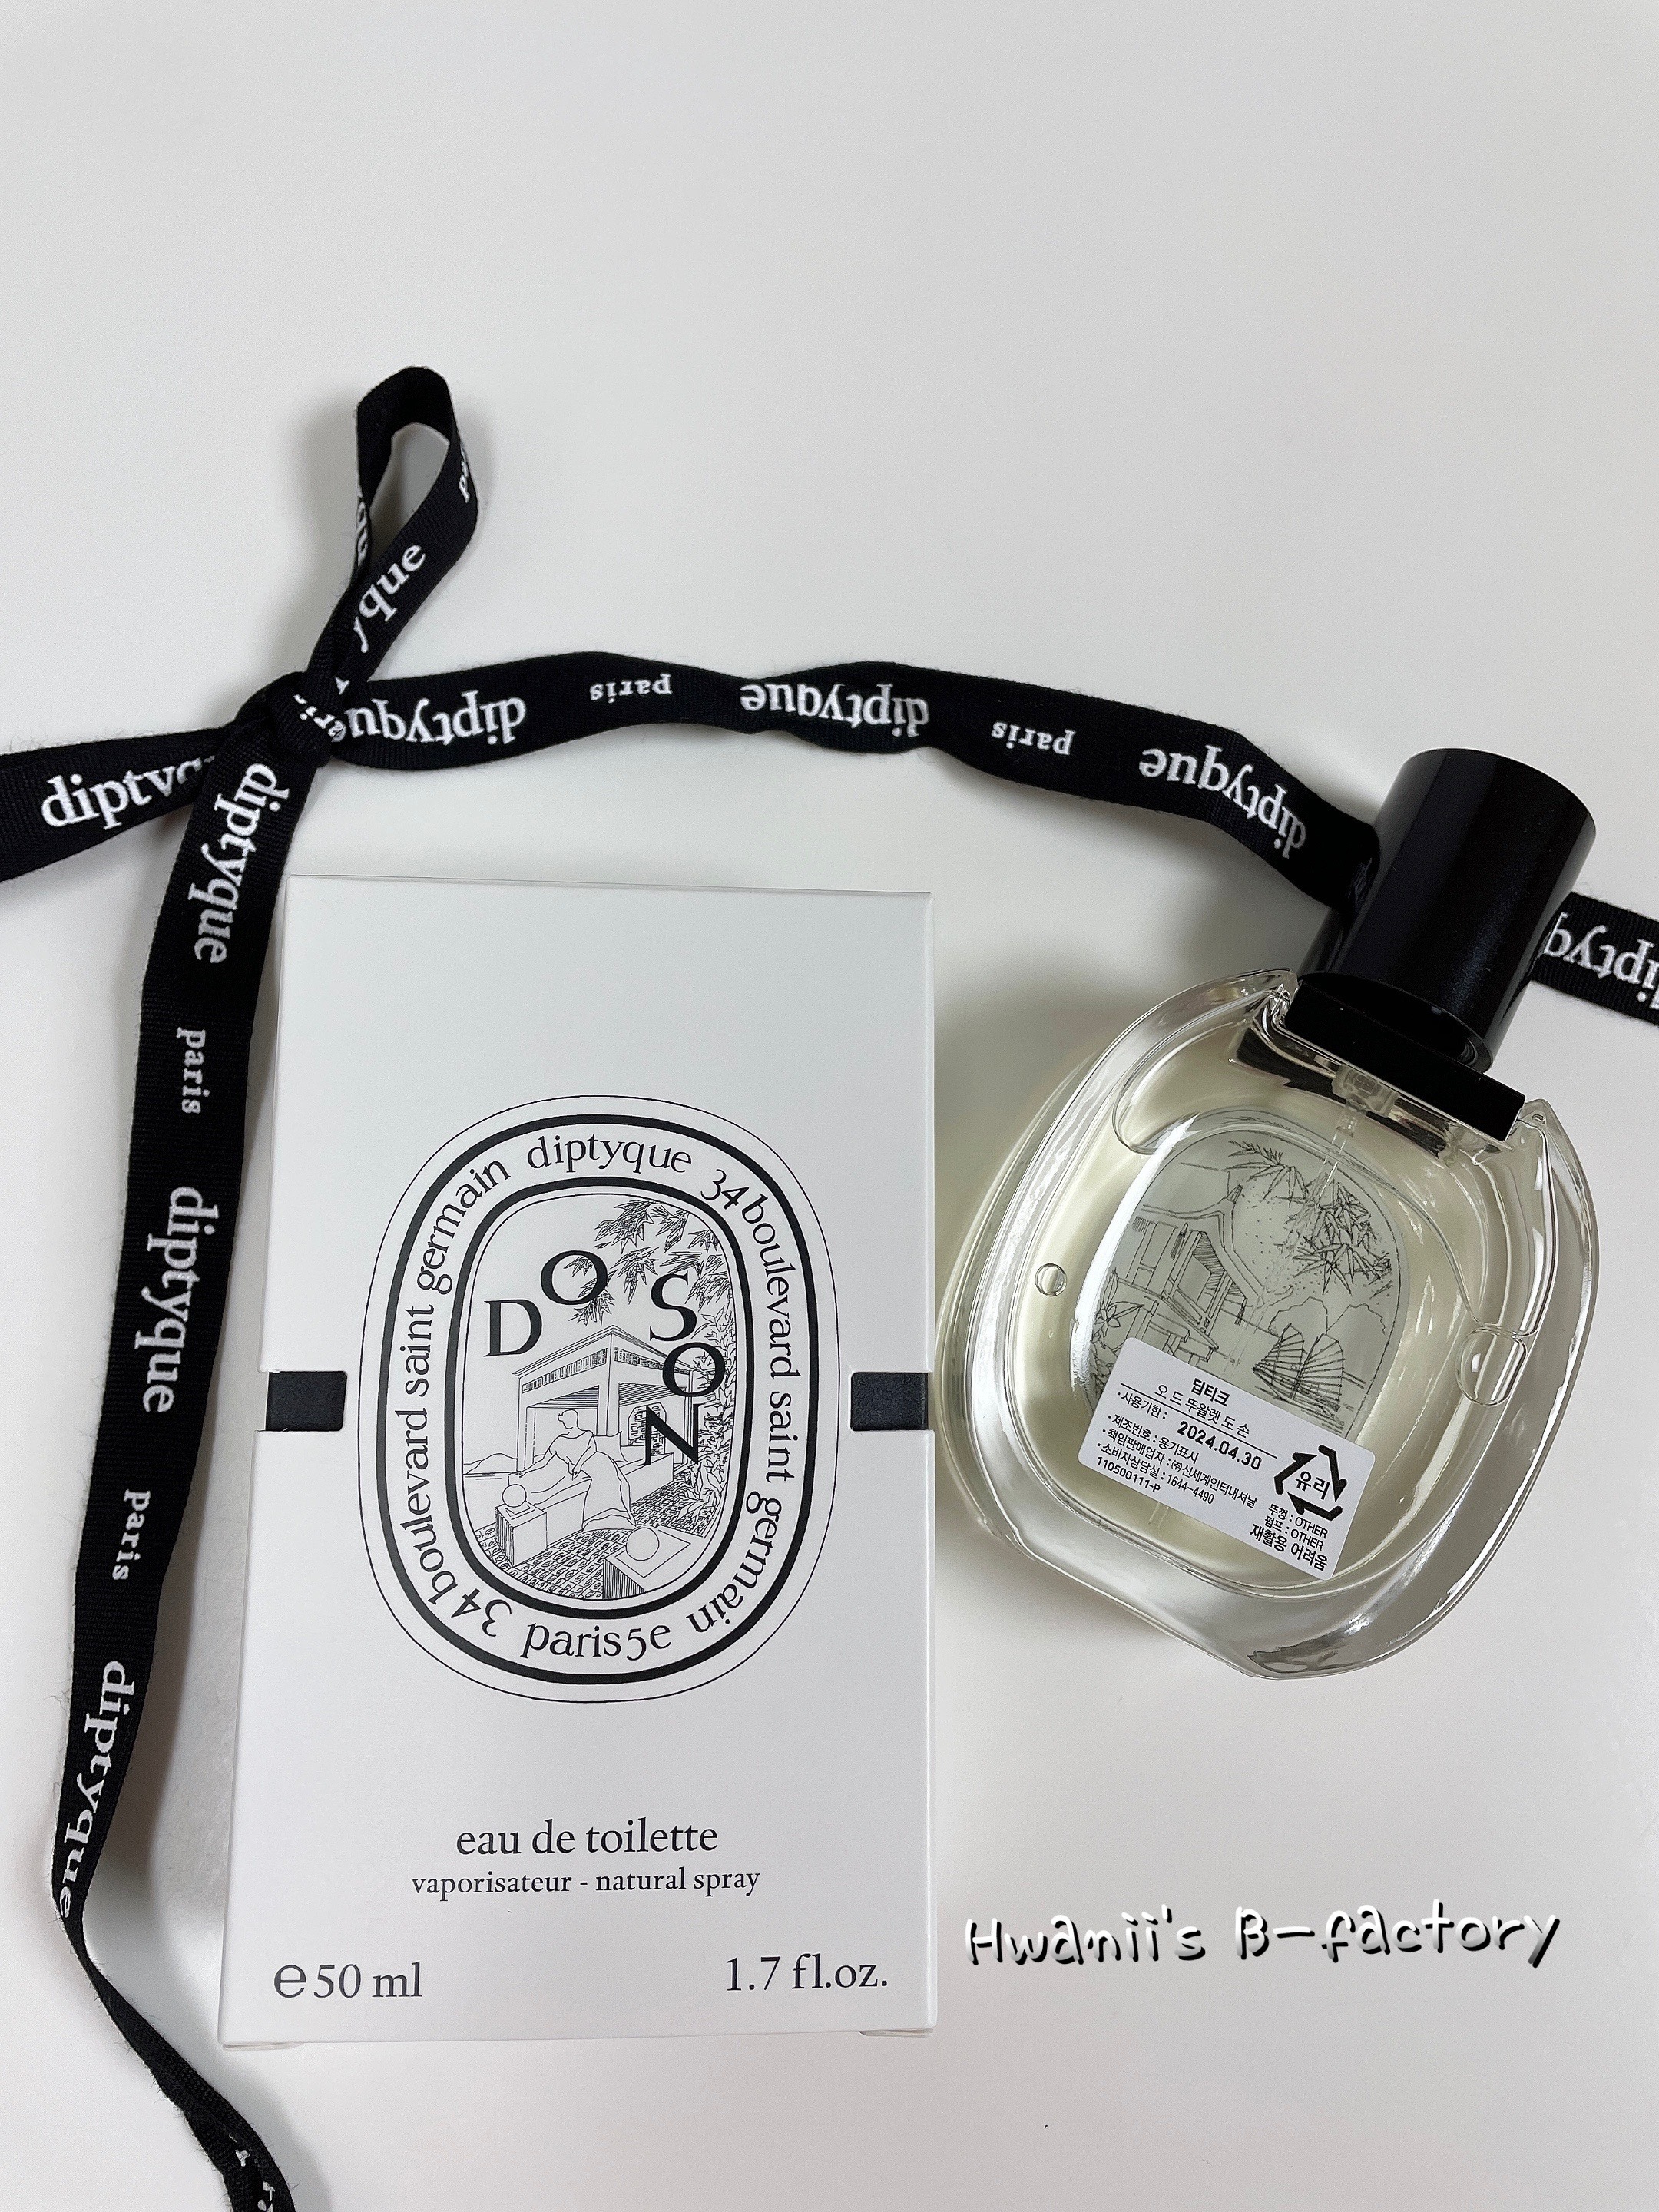 diptyque
paris
diptyque
paris
diptyque
diptyque
paris
diptyque
paris
diptyque
diptyque 34 boulevard saint germain paris5e 34 boulevard saint germain
DO SON
eau de toilette
vaporisateur - natural spray
℮50 ml
1.7 fl.oz.
딥티크
오 드 뚜왈렛 도 손
•사용기한 : 2024.04.30
•제조번호 : 용기표시
•책임판매업자 : ㈜신세계인터내셔날
•소비자상담실 : 1644-4490
110500111-P
유리
뚜껑 : OTHER
펌프 : OTHER
재활용 어려움
Hwanii's B-factory